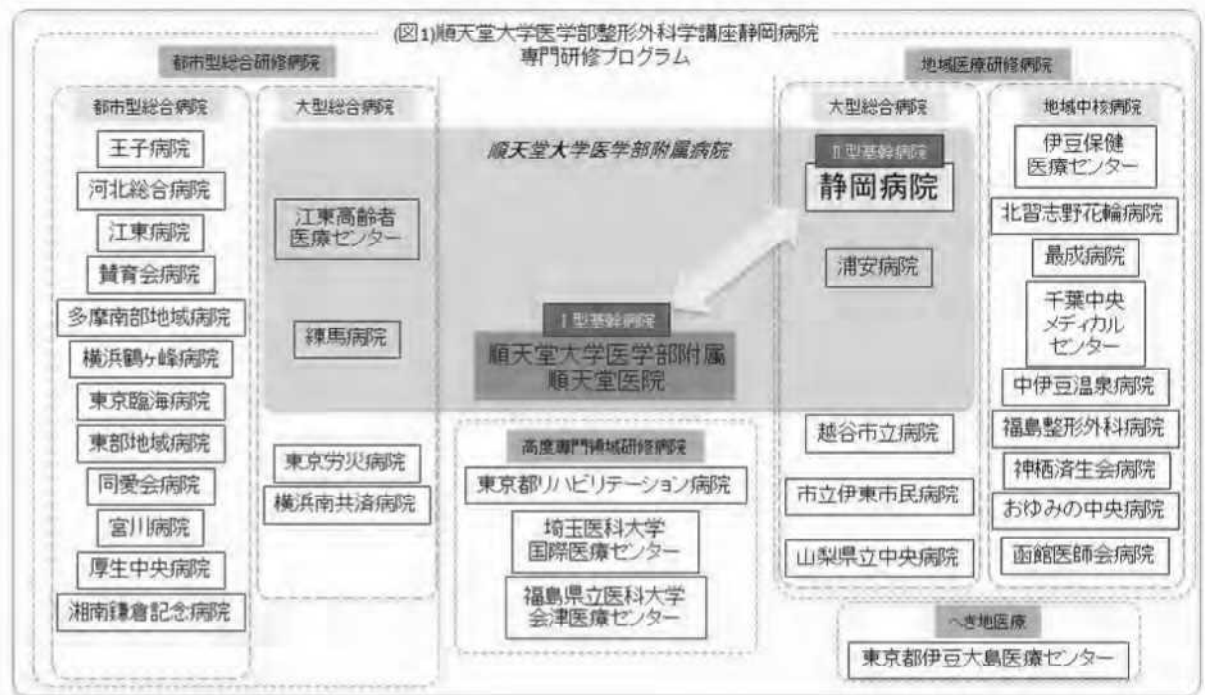 (図1)順天堂大学医学部整形外科学講座静岡病院
専門研修プログラム
都市型総合研修病院
都市型総合病院
王子病院
河北総合病院
江東病院
賛育会病院
多摩南部地域病院
横浜鶴ヶ峰病院
東京臨海病院
東部地域病院
同愛会病院
宮川病院
厚生中央病院
湘南鎌倉記念病院
大型総合病院
江東高齢者
医療センター
練馬病院
東京労災病院
横浜南共済病院
順天堂大学医学部附属病院
Ⅰ型基幹病院
順天堂大学医学部附属
順天堂医院
高度専門領域研修病院
東京都リハビリテーション病院
埼玉医科大学
国際医療センター
福島県立医科大学
会津医療センター
地域医療研修病院
大型総合病院
Ⅱ型基幹病院
静岡病院
浦安病院
越谷市立病院
市立伊東市民病院
山梨県立中央病院
地域中核病院
伊豆保健
医療センター
北習志野花輪病院
最成病院
千葉中央
メディカル
センター
中伊豆温泉病院
福島整形外科病院
神栖済生会病院
おゆみの中央病院
函館医師会病院
へき地医療
東京都伊豆大島医療センター